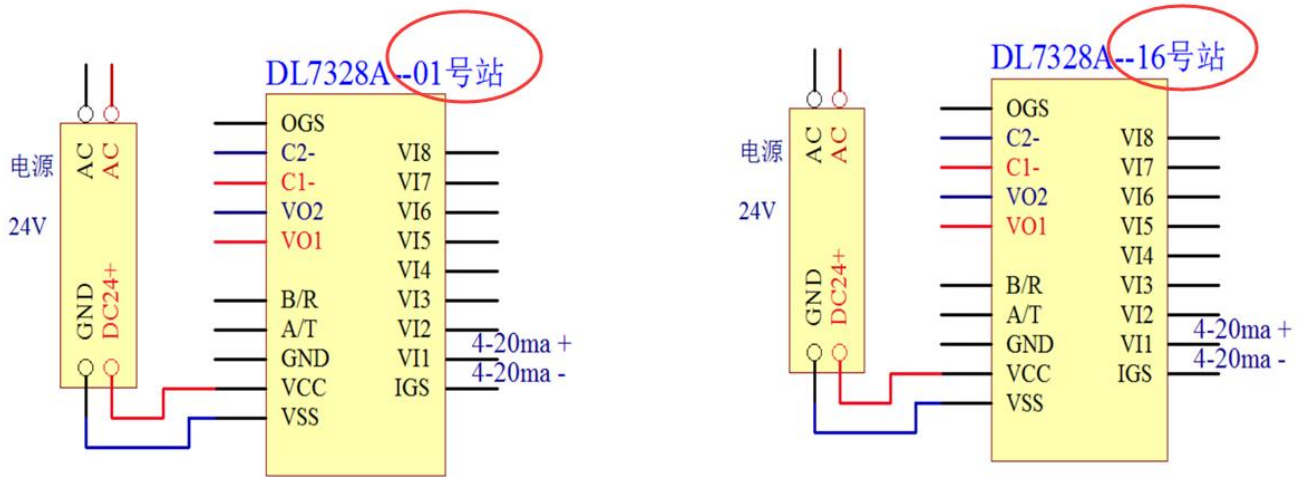 DL7328A--01号站
电源
24V
AC
AC
GND
DC24+
OGS
C2-
C1-
VO2
VO1
B/R
A/T
GND
VCC
VSS
VI8
VI7
VI6
VI5
VI4
VI3
VI2
VI1
IGS
4-20ma +
4-20ma -
DL7328A--16号站
电源
24V
AC
AC
GND
DC24+
OGS
C2-
C1-
VO2
VO1
B/R
A/T
GND
VCC
VSS
VI8
VI7
VI6
VI5
VI4
VI3
VI2
VI1
IGS
4-20ma +
4-20ma -